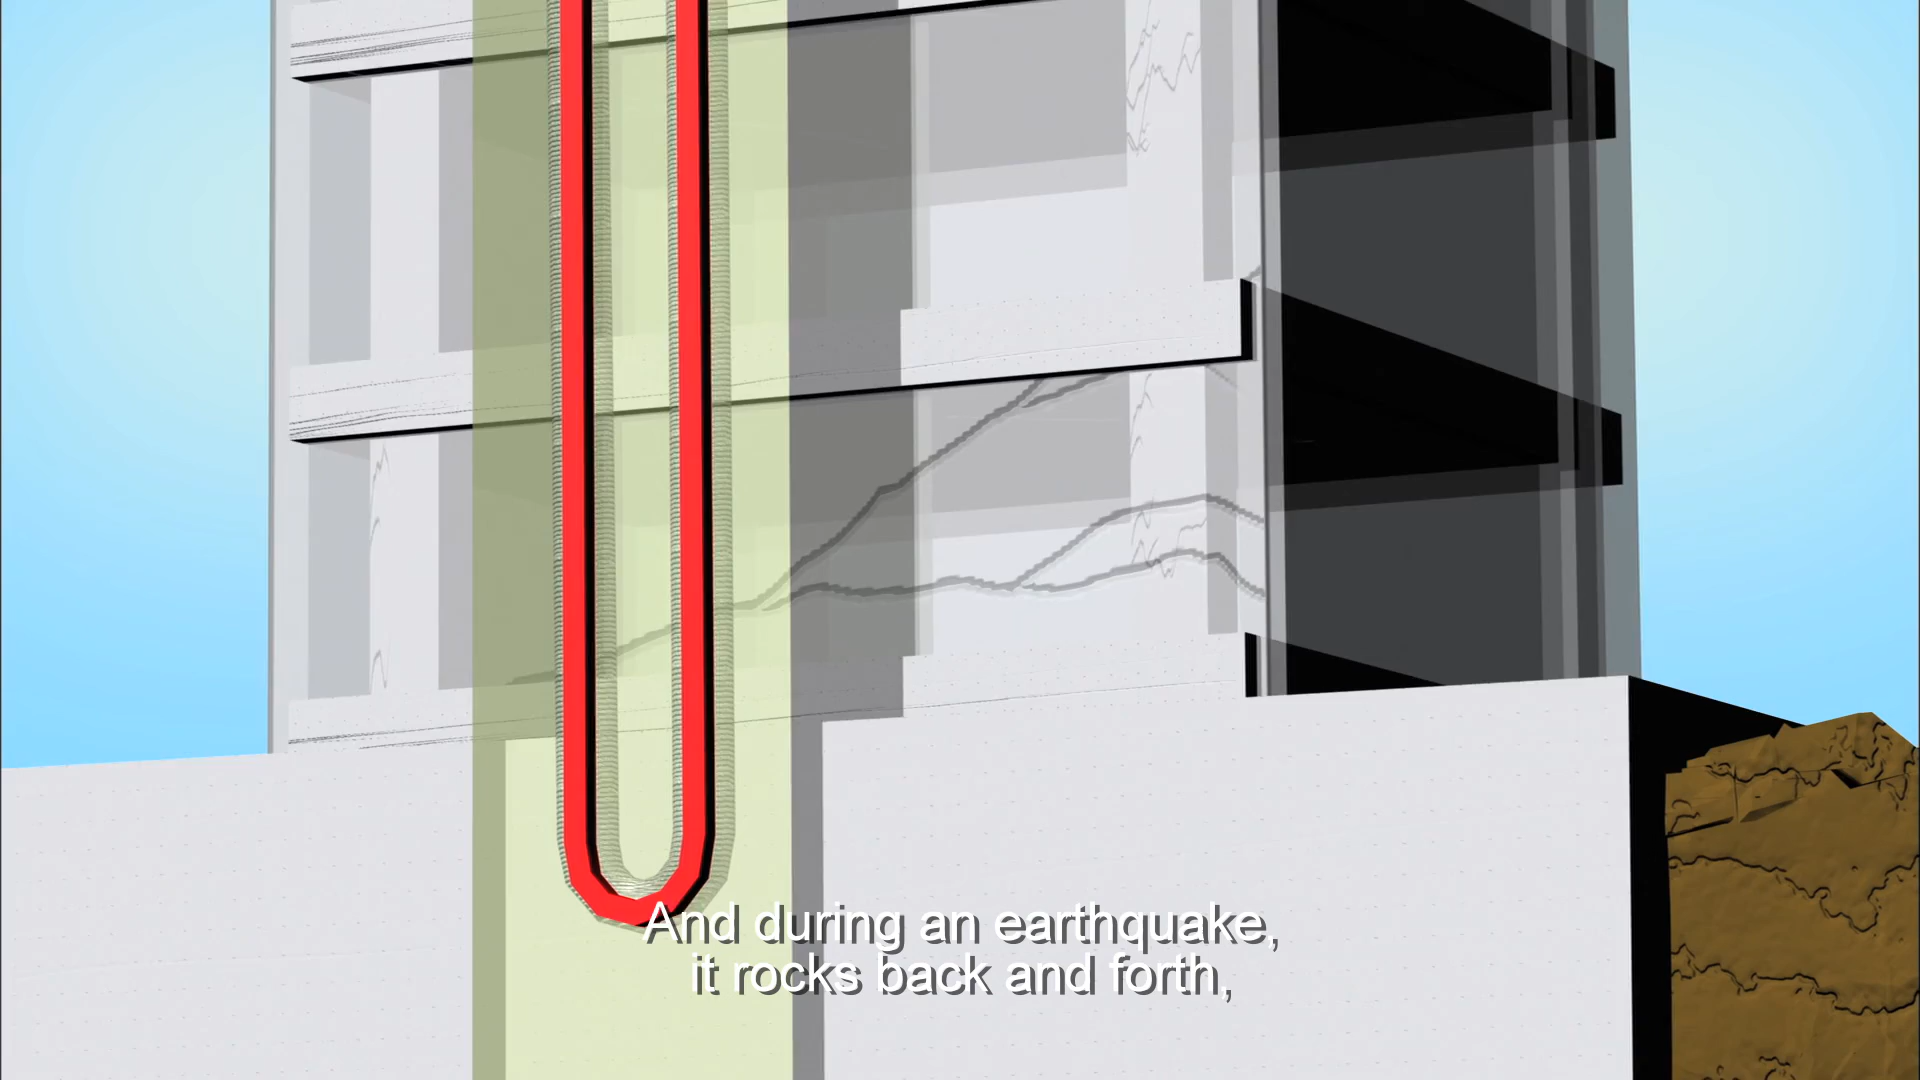 And during an earthquake,
it rocks back and forth,